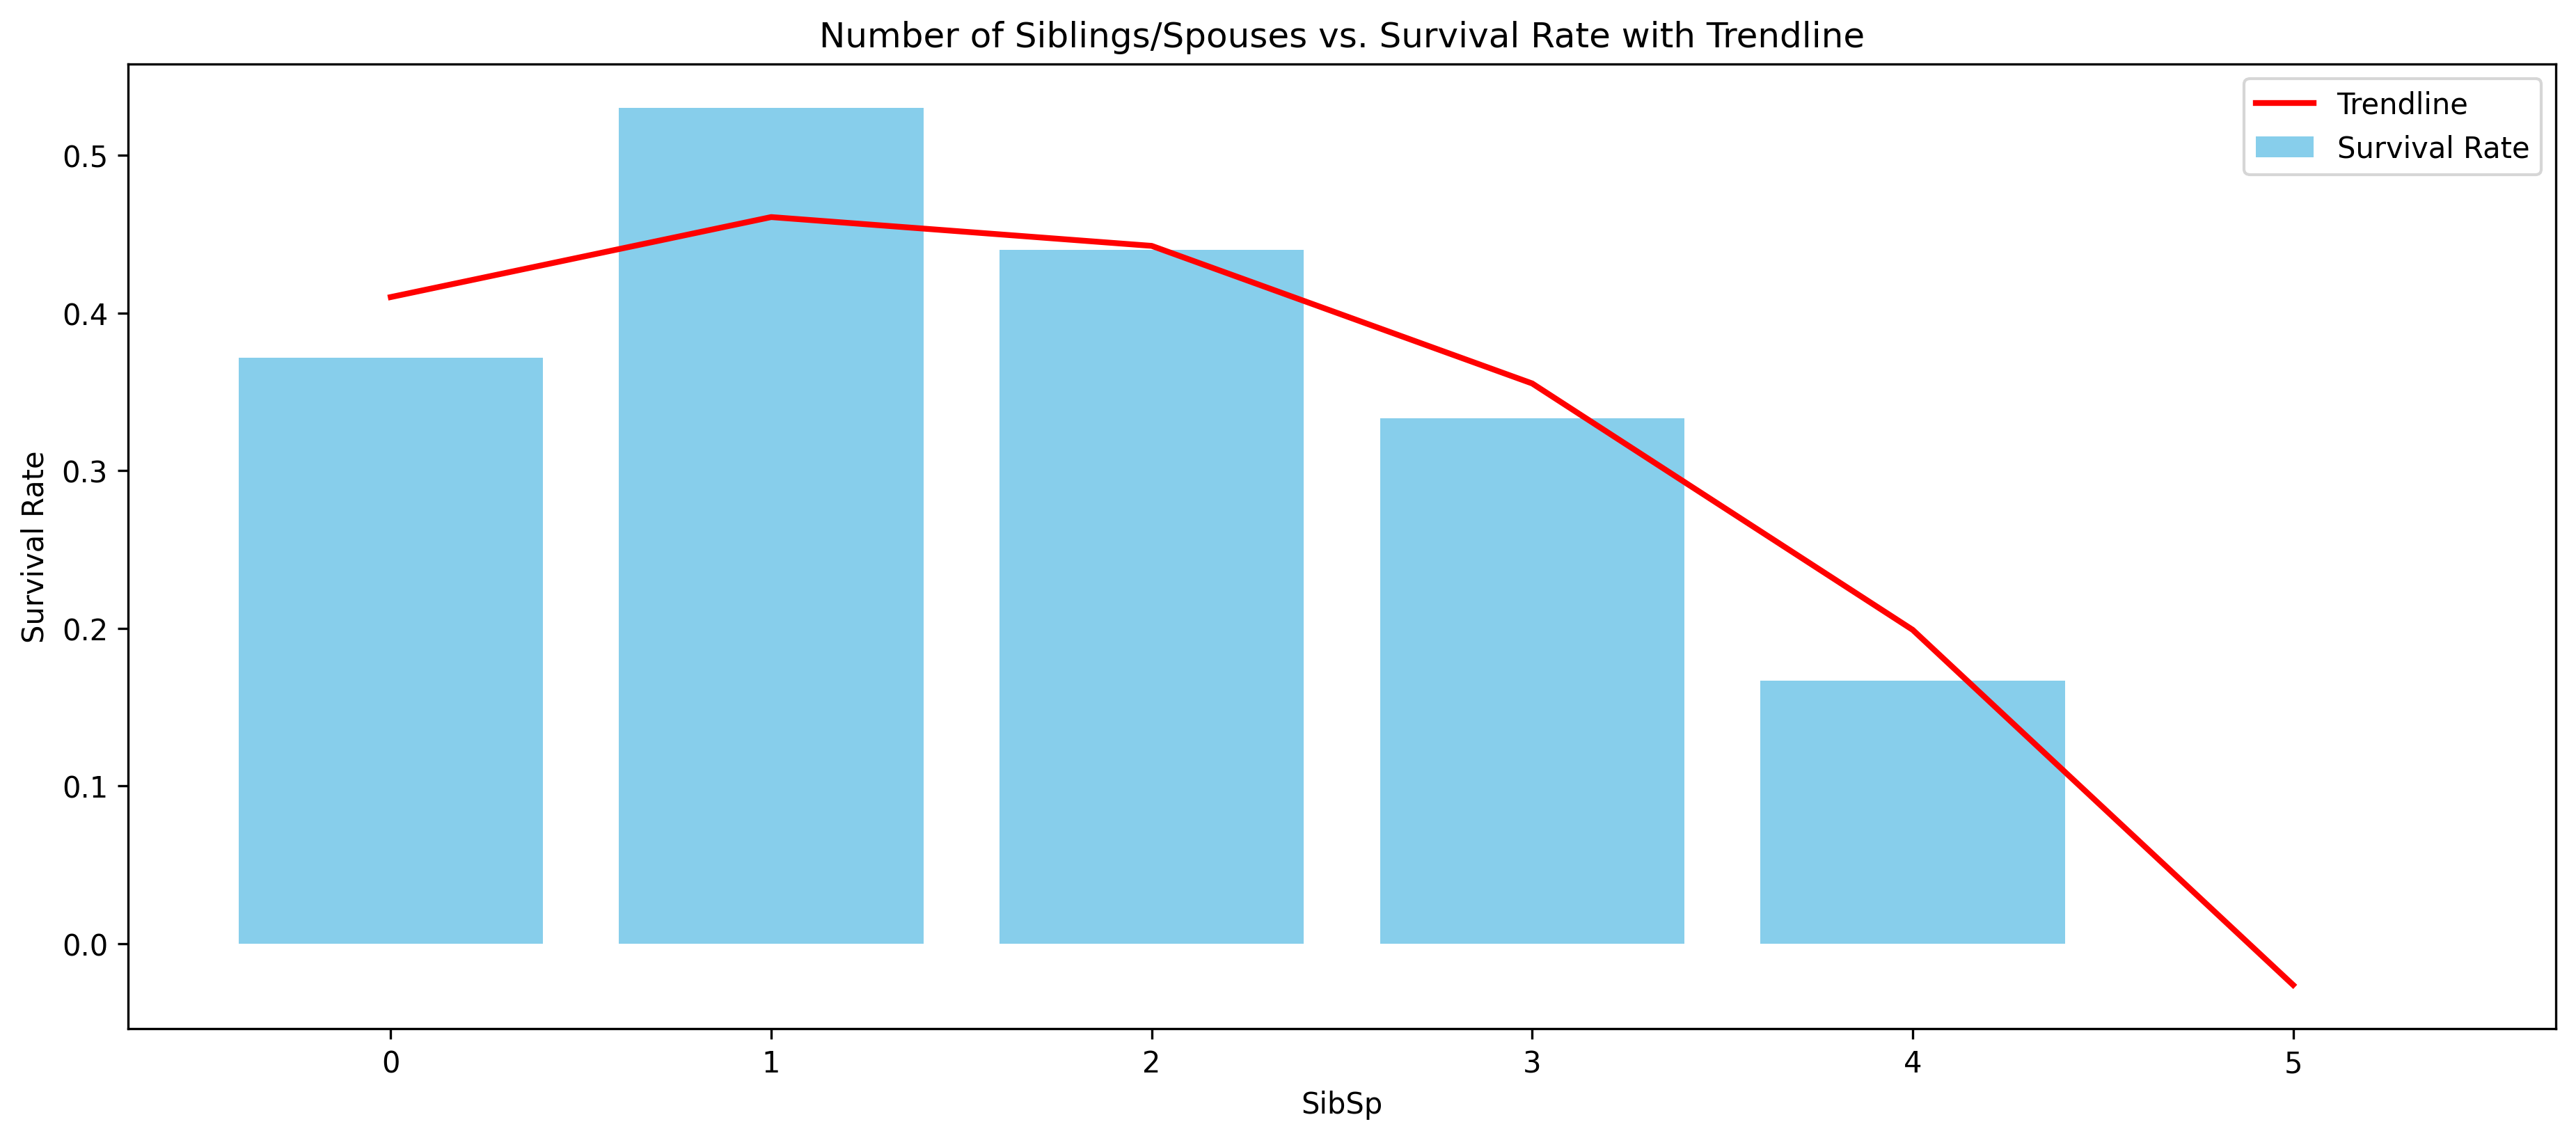 Number of Siblings/Spouses vs. Survival Rate with Trendline
Trendline
Survival Rate
Survival Rate
0.5
0.4
0.3
0.2
0.1
0.0
0 1 2 3 4 5
SibSp